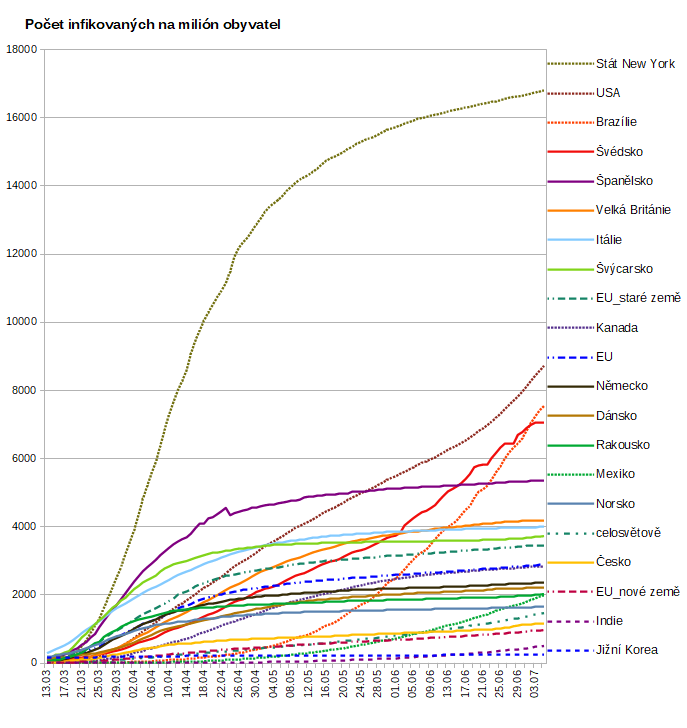 Počet infikovaných na milión obyvatel
18000
16000
14000
12000
10000
8000
6000
4000
2000
0
13.03
17.03
21.03
25.03
29.03
02.04
06.04
10.04
14.04
18.04
22.04
26.04
30.04
04.05
08.05
12.05
16.05
20.05
24.05
28.05
01.06
05.06
09.06
13.06
17.06
21.06
25.06
29.06
03.07
Stát New York
USA
Brazílie
Švédsko
Španělsko
Velká Británie
Itálie
Švýcarsko
EU_staré země
Kanada
EU
Německo
Dánsko
Rakousko
Mexiko
Norsko
celosvětově
Česko
EU_nové země
Indie
Jižní Korea